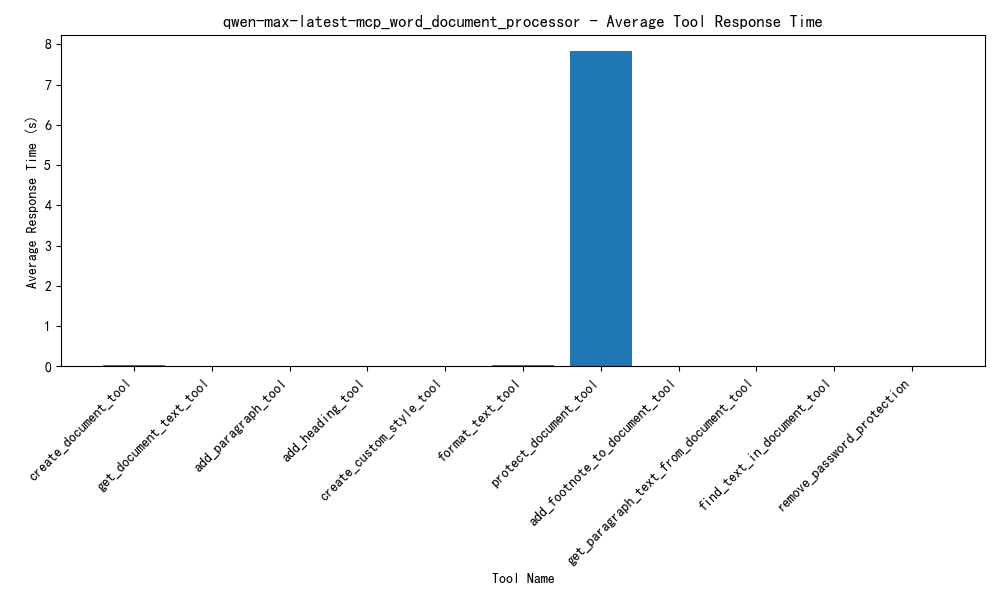 qwen-max-latest-mcp_word_document_processor - Average Tool Response Time
Average Response Time (s)
8
7
6
5
4
3
2
1
0
create_document_tool
get_document_text_tool
add_paragraph_tool
add_heading_tool
create_custom_style_tool
format_text_tool
protect_document_tool
add_footnote_to_document_tool
get_paragraph_text_from_document_tool
find_text_in_document_tool
remove_password_protection
Tool Name